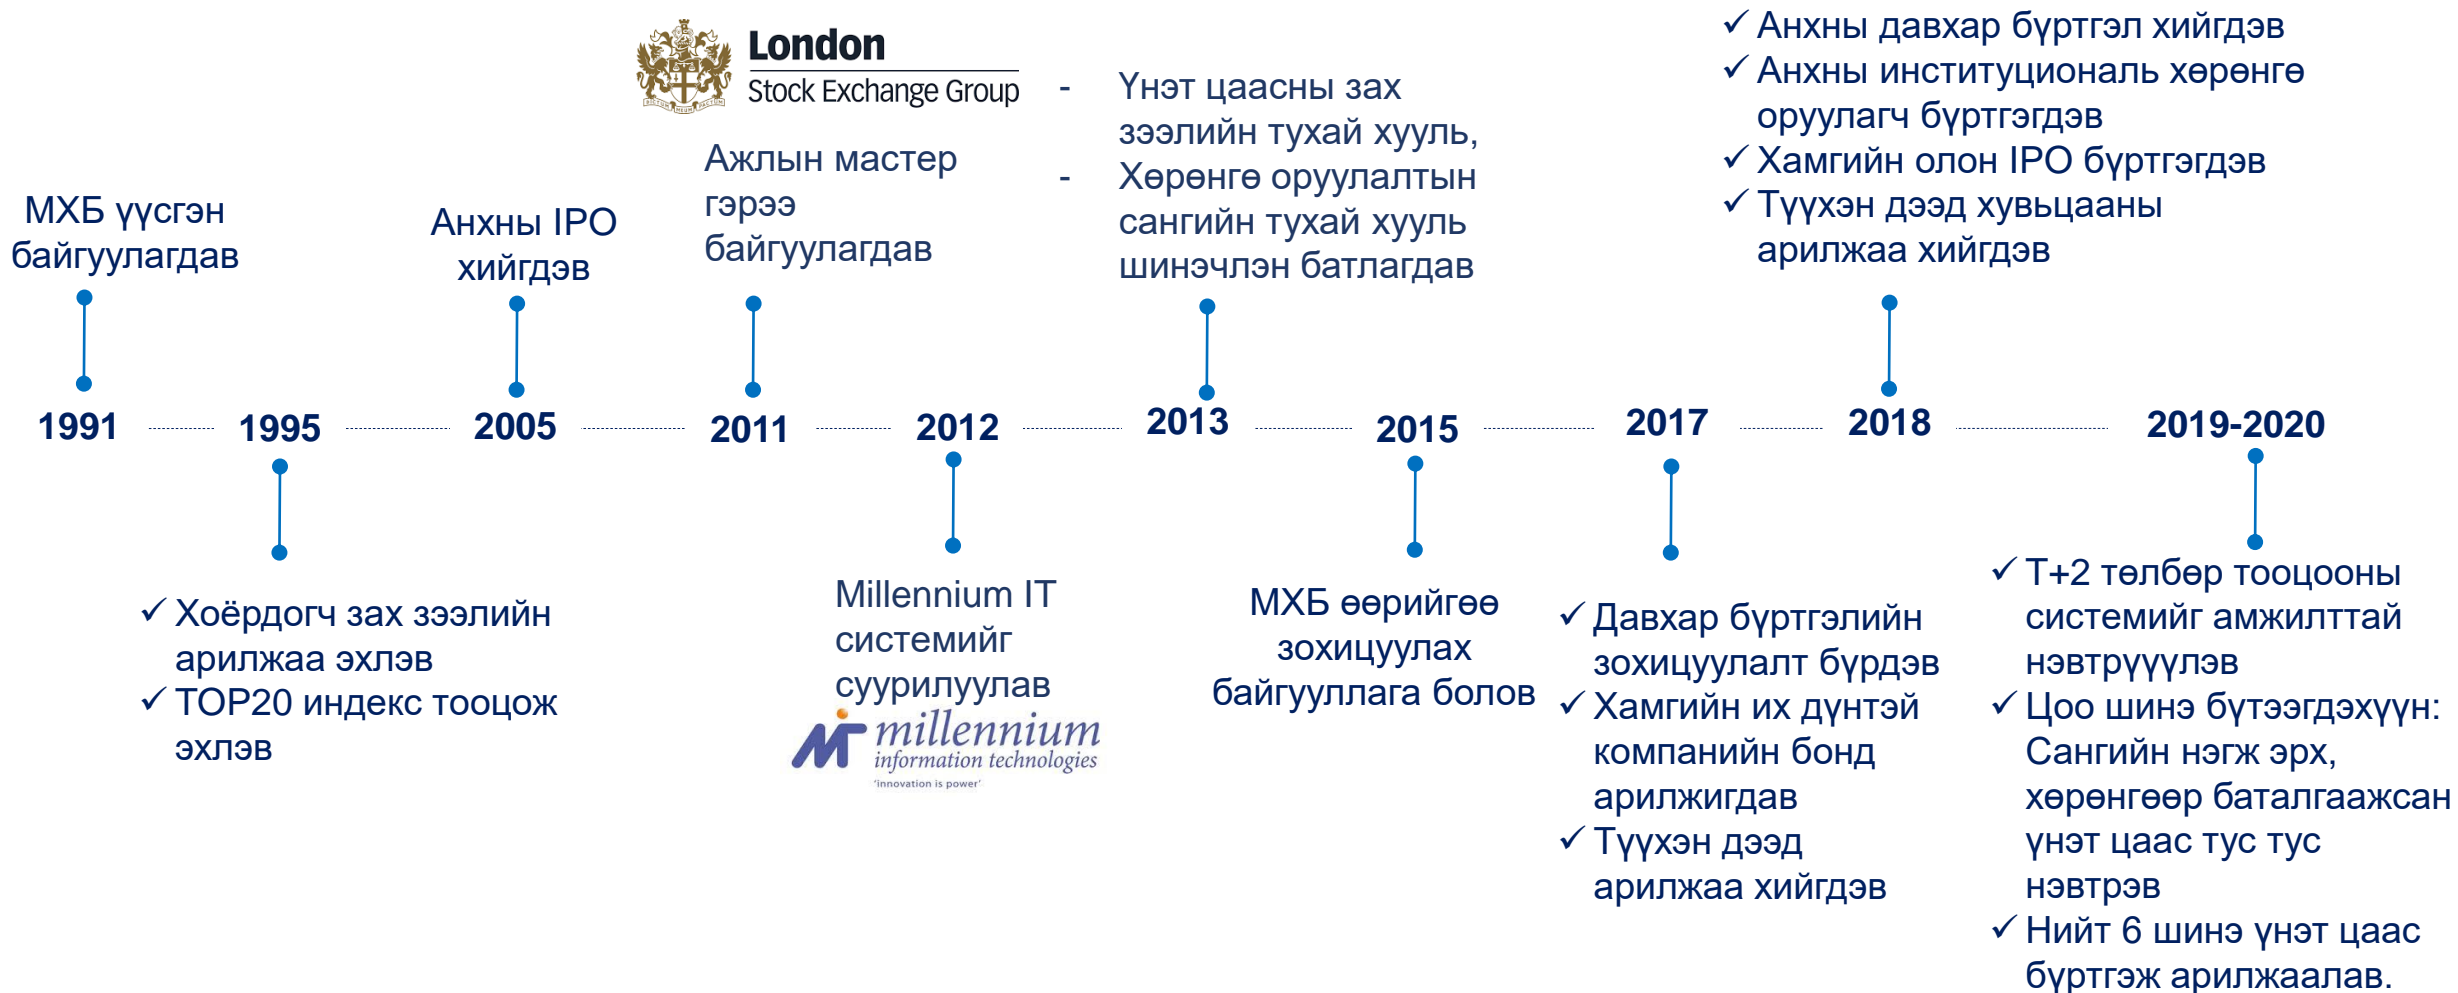 London
Stock Exchange Group
МХБ үүсгэн
байгуулагдав
Анхны IPO
хийгдэв
Ажлын мастер
гэрээ
байгуулагдав
- Үнэт цаасны зах
зээлийн тухай хууль,
- Хөрөнгө оруулалтын
сангийн тухай хууль
шинэчлэн батлагдав
✓ Анхны давхар бүртгэл хийгдэв
✓ Анхны институциональ хөрөнгө
оруулагч бүртгэгдэв
✓ Хамгийн олон IPO бүртгэгдэв
✓ Түүхэн дээд хувьцааны
арилжаа хийгдэв
1991
1995
2005
2011
2012
2013
2015
2017
2018
2019-2020
✓ Хоёрдогч зах зээлийн
арилжаа эхлэв
✓ TOP20 индекс тооцож
эхлэв
Millennium IT
системийг
суурилуулав
millennium
information technologies
'innovation is power'
МХБ өөрийгөө
зохицуулах
байгууллага болов
✓ Давхар бүртгэлийн
зохицуулалт бүрдэв
✓ Хамгийн их дүнтэй
компанийн бонд
арилжигдав
✓ Түүхэн дээд
арилжаа хийгдэв
✓ Т+2 төлбөр тооцооны
системийг амжилттай
нэвтрүүүлэв
✓ Цоо шинэ бүтээгдэхүүн:
Сангийн нэгж эрх,
хөрөнгөөр баталгаажсан
үнэт цаас тус тус
нэвтрэв
✓ Нийт 6 шинэ үнэт цаас
бүртгэж арилжаалав.